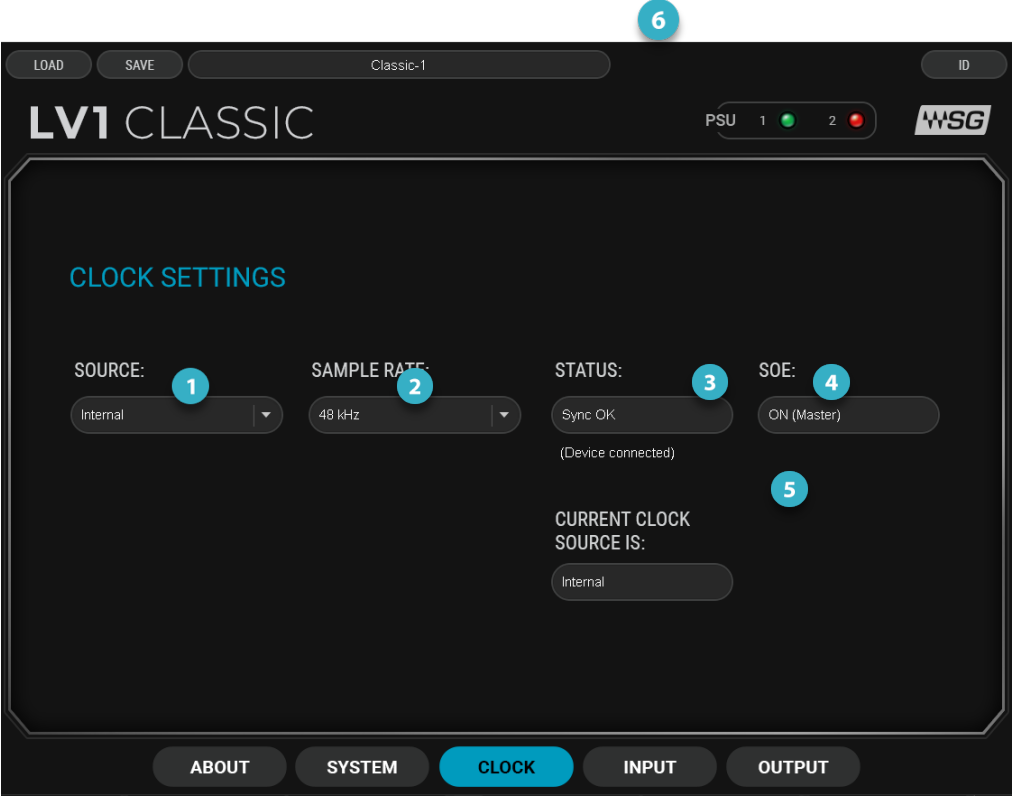 6
LOAD SAVE Classic-1 ID
LV1 CLASSIC PSU 1 2 WSG
CLOCK SETTINGS
SOURCE: SAMPLE RATE: STATUS: SOE:
1 2 3 4
Internal 48 kHz Sync OK ON (Master)
(Device connected)
5
CURRENT CLOCK
SOURCE IS:
Internal
ABOUT SYSTEM CLOCK INPUT OUTPUT